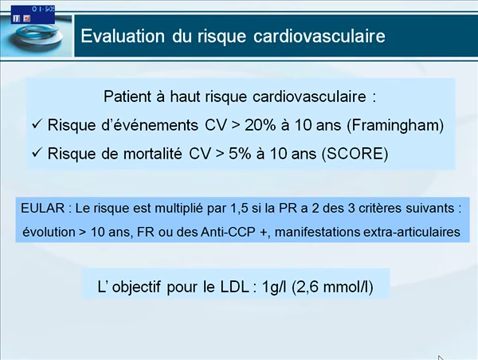 Evaluation du risque cardiovasculaire
Patient à haut risque cardiovasculaire :
✓ Risque d'événements CV > 20% à 10 ans (Framingham)
✓ Risque de mortalité CV > 5% à 10 ans (SCORE)
EULAR : Le risque est multiplié par 1,5 si la PR a 2 des 3 critères suivants :
évolution > 10 ans, FR ou des Anti-CCP +, manifestations extra-articulaires
L' objectif pour le LDL : 1g/l (2,6 mmol/l)